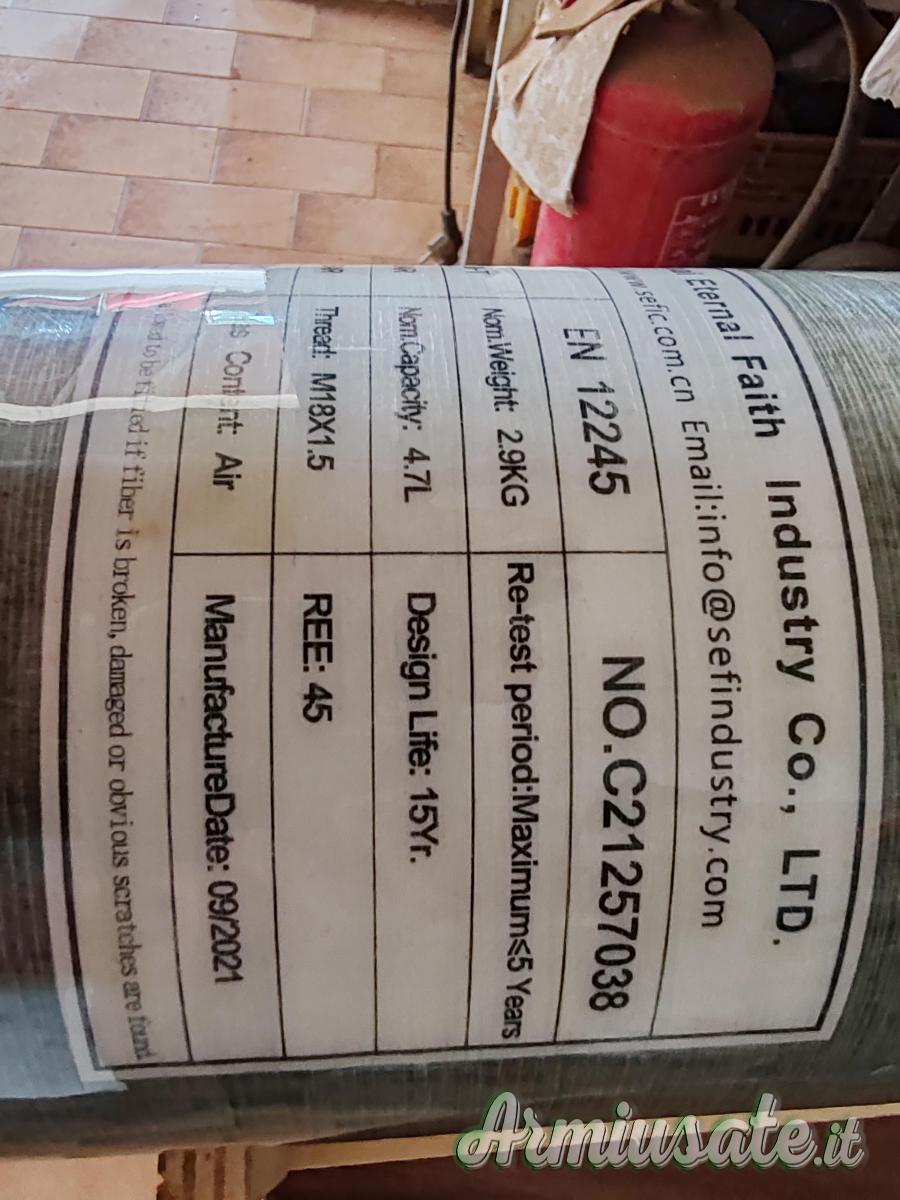 Eternal Faith Industry Co., LTD.
www.sefic.com.cn Email:info@sefindustry.com
EN 12245 NO.C21257038
Nom.Weight: 2.9KG Re-test period:Maximum≤5 Years
Nom.Capacity: 4.7L Design Life: 15Yr.
Thread: M18X1.5 REE: 45
Content: Air ManufactureDate: 09/2021
if fiber is broken, damaged or obvious scratches are found.
Armiusate.it